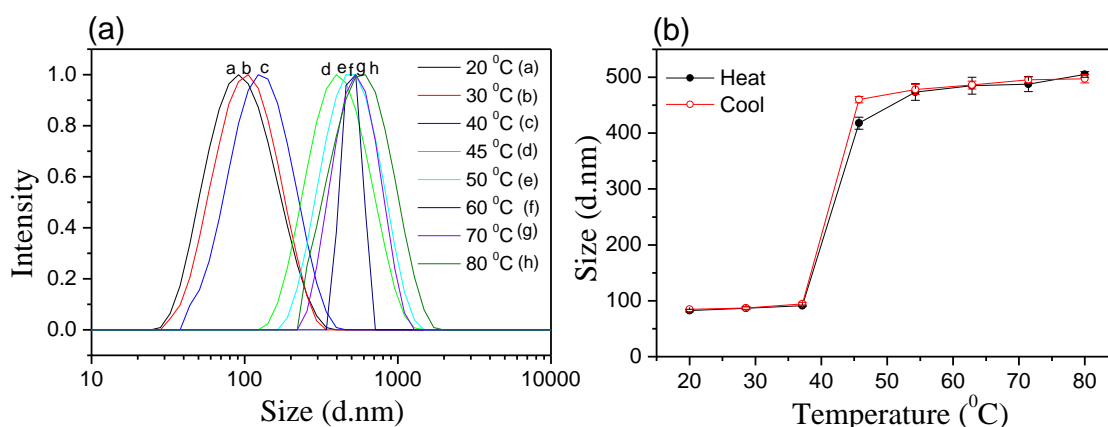 (a)
a b c d e f g h
20 ⁰C (a)
30 ⁰C (b)
40 ⁰C (c)
45 ⁰C (d)
50 ⁰C (e)
60 ⁰C (f)
70 ⁰C (g)
80 ⁰C (h)
1.0
0.8
0.6
0.4
0.2
0.0
Intensity
10 100 1000 10000
Size (d.nm)
(b)
Heat
Cool
500
400
300
200
100
0
Size (d.nm)
20 30 40 50 60 70 80
Temperature (⁰C)